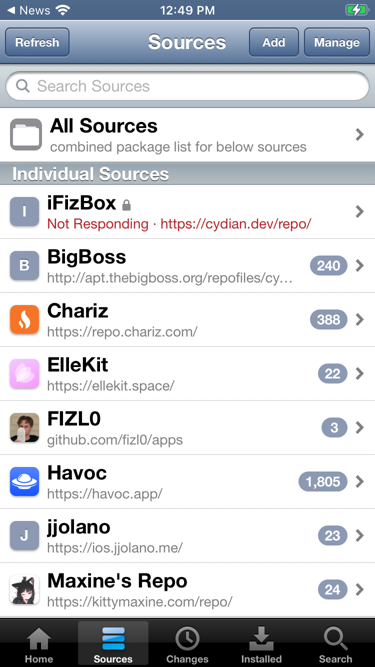 News 12:49 PM
Refresh Sources Add Manage
Search Sources
All Sources
combined package list for below sources
Individual Sources
I iFizBox
Not Responding · https://cydian.dev/repo/
B BigBoss 240
http://apt.thebigboss.org/repofiles/cy…
Chariz 388
https://repo.chariz.com/
ElleKit 22
https://ellekit.space/
FIZL0 3
github.com/fizl0/apps
Havoc 1,805
https://havoc.app/
J jjolano 23
https://ios.jjolano.me/
Maxine's Repo 24
https://kittymaxine.com/repo/
Home Sources Changes Installed Search